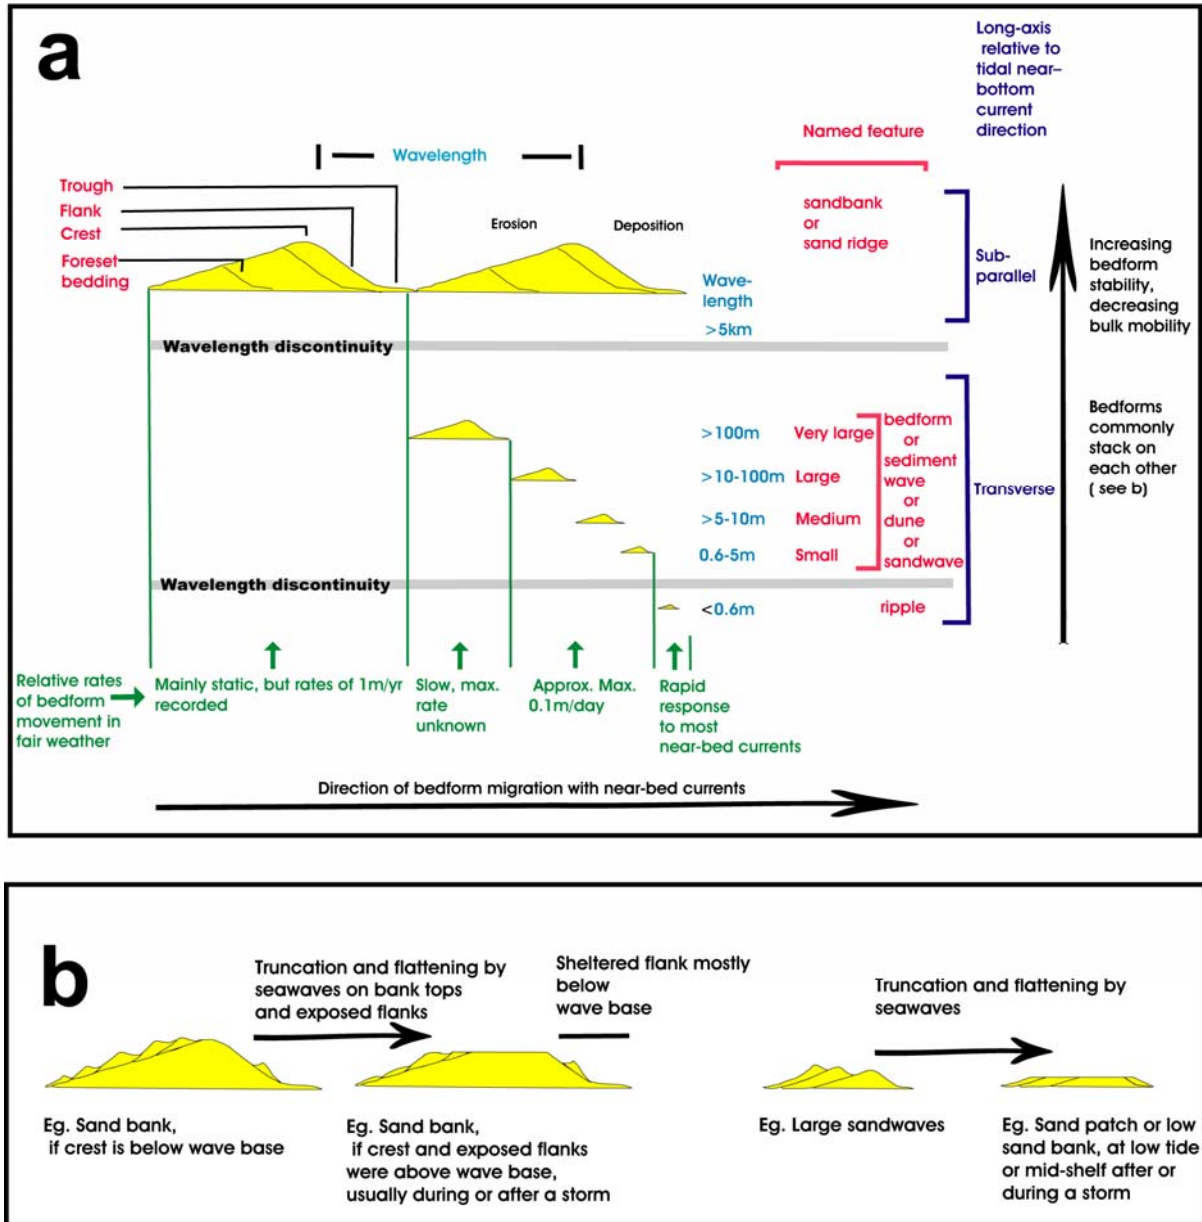 a
Long-axis
relative to
tidal near–
bottom
current
direction
Named feature
Wavelength
Trough
Flank
Crest
Foreset
bedding
Erosion
Deposition
sandbank
or
sand ridge
Sub-
parallel
Increasing
bedform
stability,
decreasing
bulk mobility
Wave-
length
>5km
Wavelength discontinuity
>100m Very large
>10-100m Large
>5-10m Medium
0.6-5m Small
bedform
or
sediment
wave
or
dune
or
sandwave
Transverse
Bedforms
commonly
stack on
each other
( see b)
Wavelength discontinuity
<0.6m
ripple
Relative rates
of bedform
movement in
fair weather
Mainly static, but rates of 1m/yr
recorded
Slow, max.
rate
unknown
Approx. Max.
0.1m/day
Rapid
response
to most
near-bed currents
Direction of bedform migration with near-bed currents
b
Truncation and flattening by
seawaves on bank tops
and exposed flanks
Sheltered flank mostly
below
wave base
Truncation and flattening by
seawaves
Eg. Sand bank,
if crest is below wave base
Eg. Sand bank,
if crest and exposed flanks
were above wave base,
usually during or after a storm
Eg. Large sandwaves
Eg. Sand patch or low
sand bank, at low tide
or mid-shelf after or
during a storm